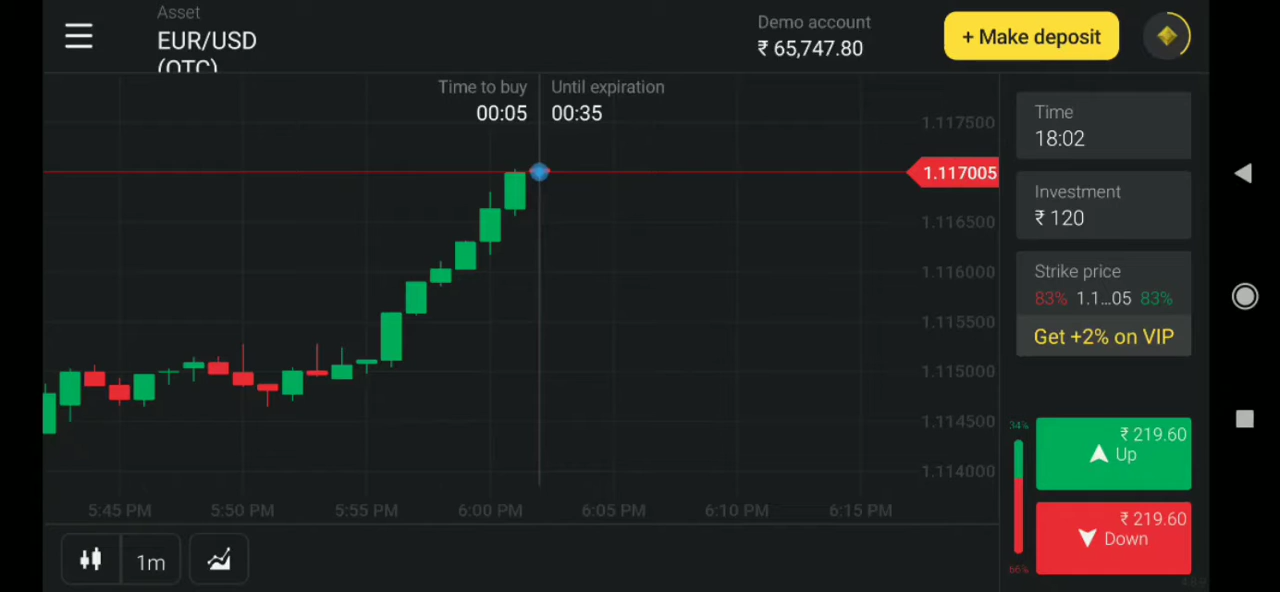 Asset
EUR/USD
(OTC)
Demo account
₹ 65,747.80
+ Make deposit
Time to buy
00:05
Until expiration
00:35
1.117500
1.117005
1.116500
1.116000
1.115500
1.115000
1.114500
1.114000
5:45 PM
5:50 PM
5:55 PM
6:00 PM
6:05 PM
6:10 PM
6:15 PM
1m
Time
18:02
Investment
₹ 120
Strike price
83% 1.1...05 83%
Get +2% on VIP
34%
₹ 219.60
Up
₹ 219.60
Down
66%